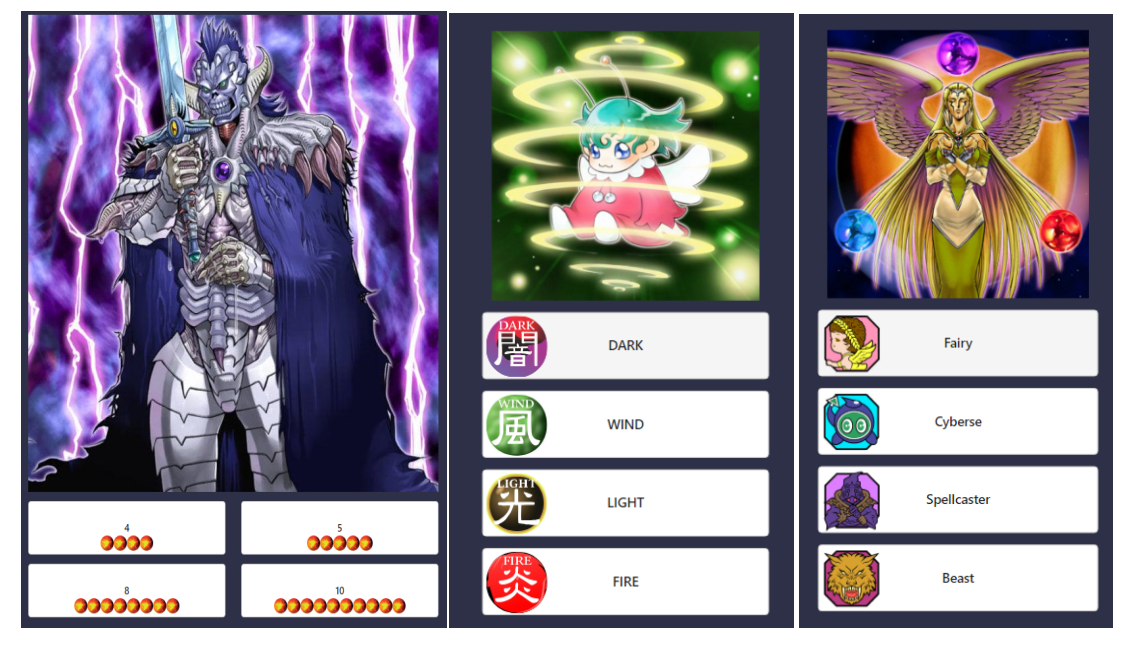 4
5
8
10
DARK
闇
DARK
WIND
風
WIND
LIGHT
光
LIGHT
FIRE
炎
FIRE
Fairy
Cyberse
Spellcaster
Beast